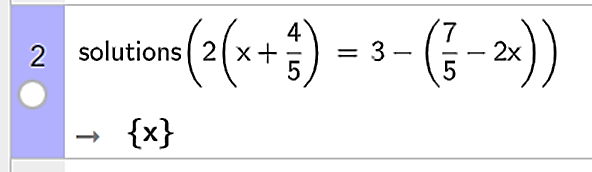 2
solutions(2(x + 4/5) = 3 − (7/5 − 2x))
→ {x}